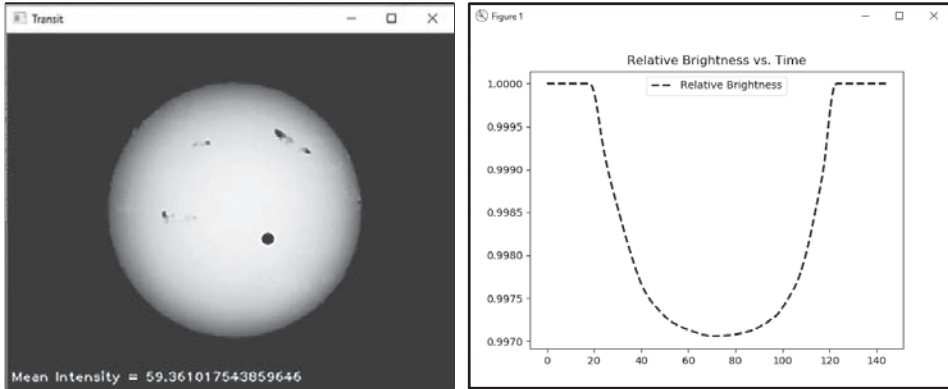 Transit
Mean Intensity = 59.361017543859646
Figure 1
Relative Brightness vs. Time
Relative Brightness
1.0000
0.9995
0.9990
0.9985
0.9980
0.9975
0.9970
0 20 40 60 80 100 120 140